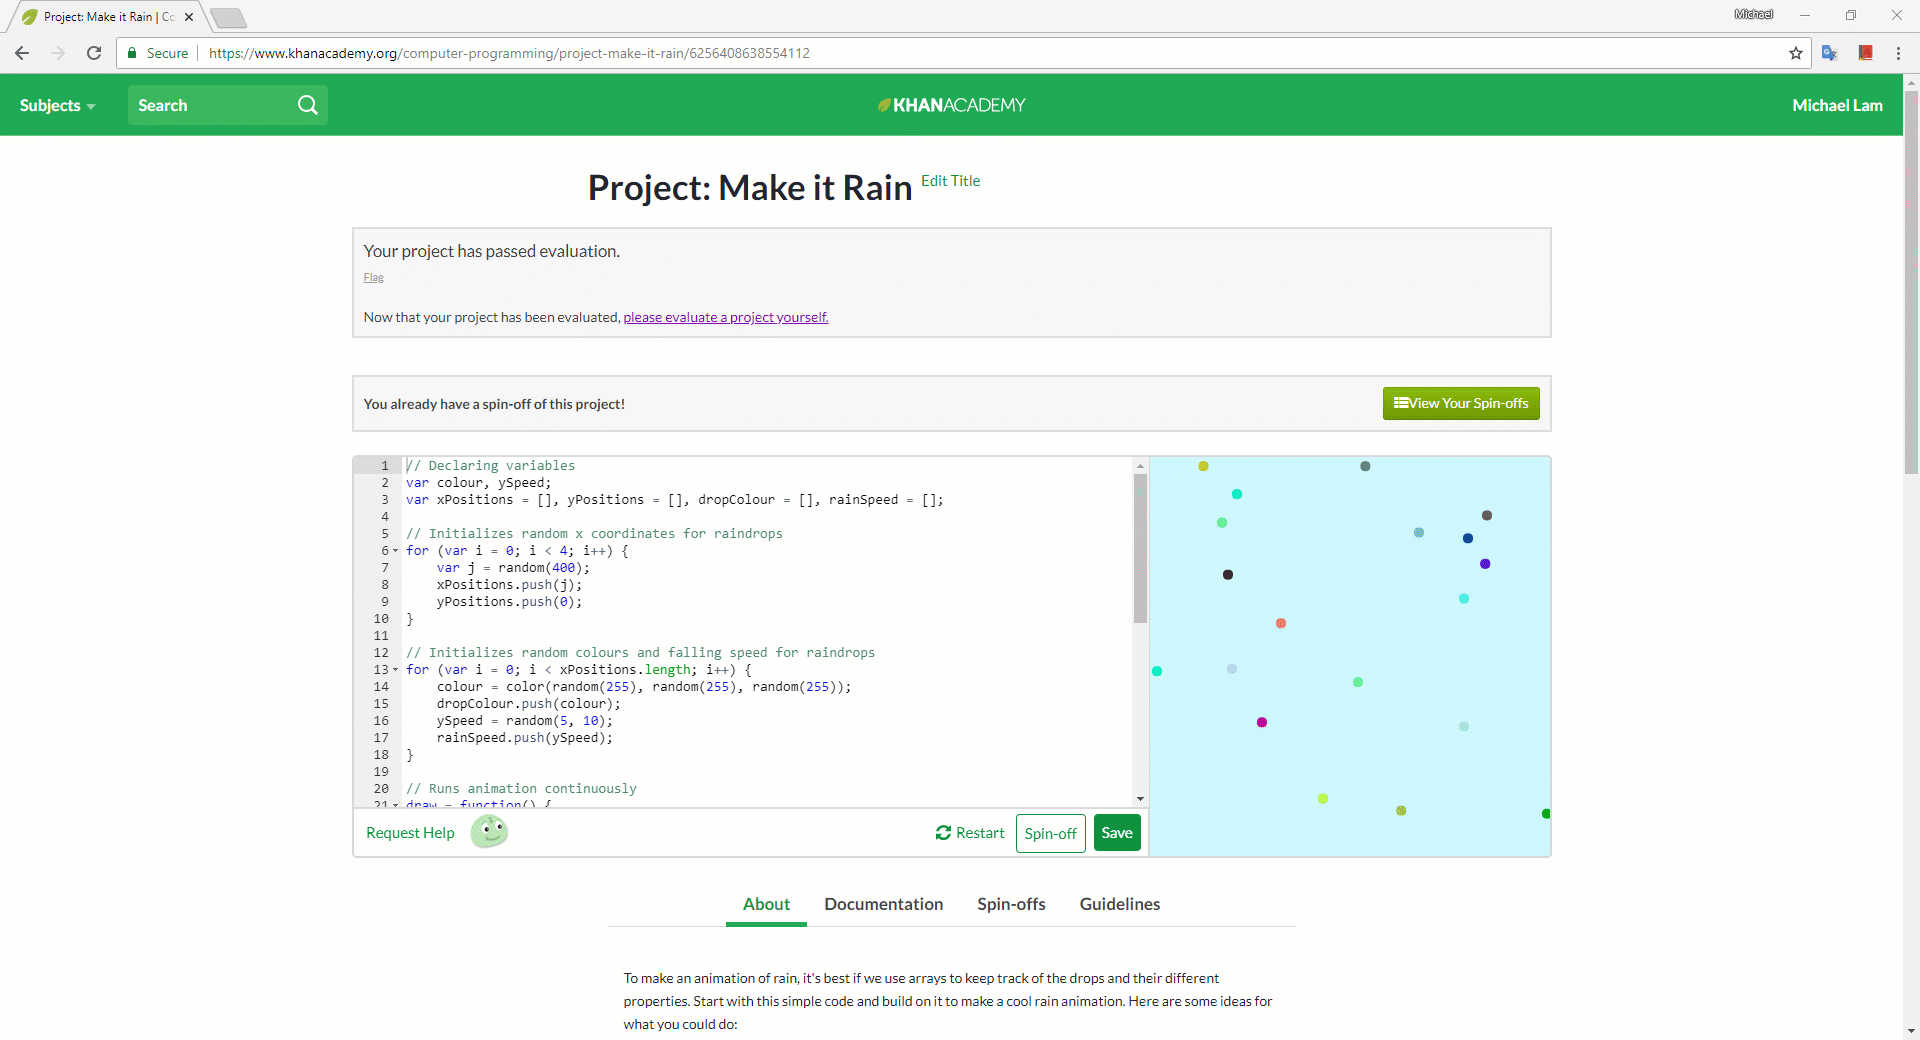 Project: Make it Rain | Co
Michael
Secure
https://www.khanacademy.org/computer-programming/project-make-it-rain/6256408638554112
Subjects
Search
KHANACADEMY
Michael Lam
Project: Make it Rain
Edit Title
Your project has passed evaluation.
Flag
Now that your project has been evaluated, please evaluate a project yourself.
You already have a spin-off of this project!
View Your Spin-offs
1 // Declaring variables
2 var colour, ySpeed;
3 var xPositions = [], yPositions = [], dropColour = [], rainSpeed = [];
4
5 // Initializes random x coordinates for raindrops
6 for (var i = 0; i < 4; i++) {
7 var j = random(400);
8 xPositions.push(j);
9 yPositions.push(0);
10 }
11
12 // Initializes random colours and falling speed for raindrops
13 for (var i = 0; i < xPositions.length; i++) {
14 colour = color(random(255), random(255), random(255));
15 dropColour.push(colour);
16 ySpeed = random(5, 10);
17 rainSpeed.push(ySpeed);
18 }
19
20 // Runs animation continuously
21 draw = function() {
Request Help
Restart
Spin-off
Save
About
Documentation
Spin-offs
Guidelines
To make an animation of rain, it's best if we use arrays to keep track of the drops and their different
properties. Start with this simple code and build on it to make a cool rain animation. Here are some ideas for
what you could do: